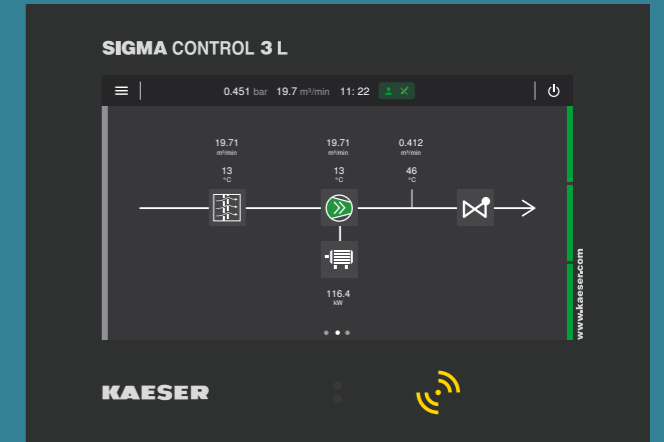 SIGMA CONTROL 3 L
0.451 bar 19.7 m³/min 11: 22
19.71 19.71 0.412
m³/min m³/min m³/min
13 13 46
°C °C °C
116.4
kW
www.kaeser.com
KAESER